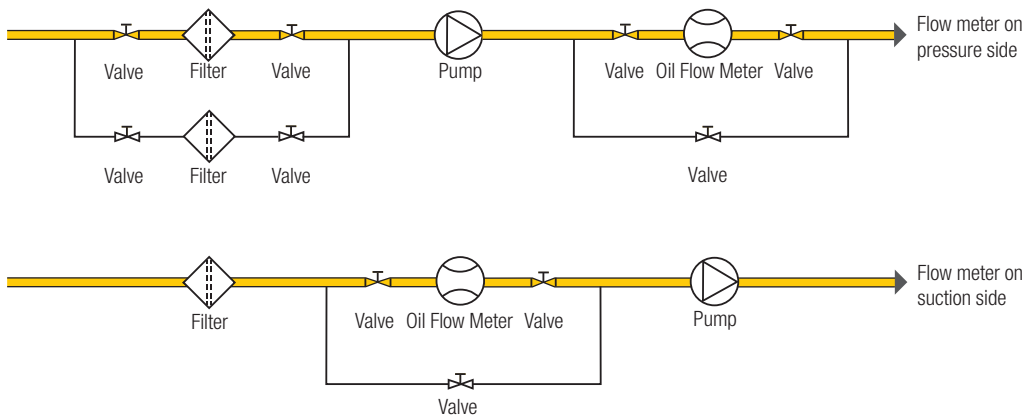 Flow meter on
pressure side
Valve Filter Valve Pump Valve Oil Flow Meter Valve
Valve Filter Valve Valve
Flow meter on
suction side
Filter Valve Oil Flow Meter Valve Pump
Valve